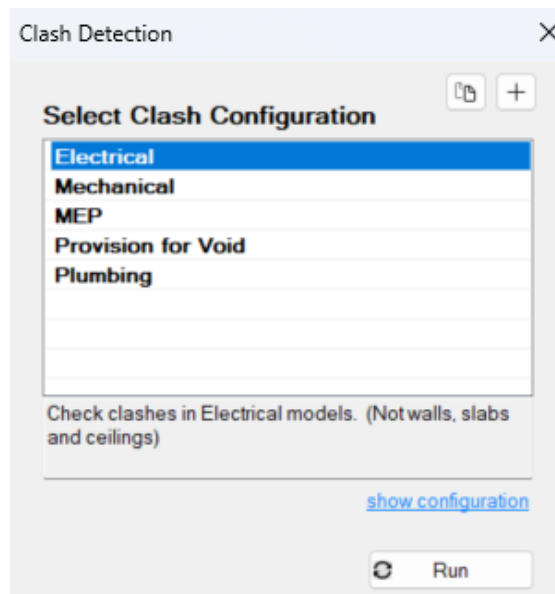 Clash Detection
Select Clash Configuration
Electrical
Mechanical
MEP
Provision for Void
Plumbing
Check clashes in Electrical models. (Not walls, slabs
and ceilings)
show configuration
Run